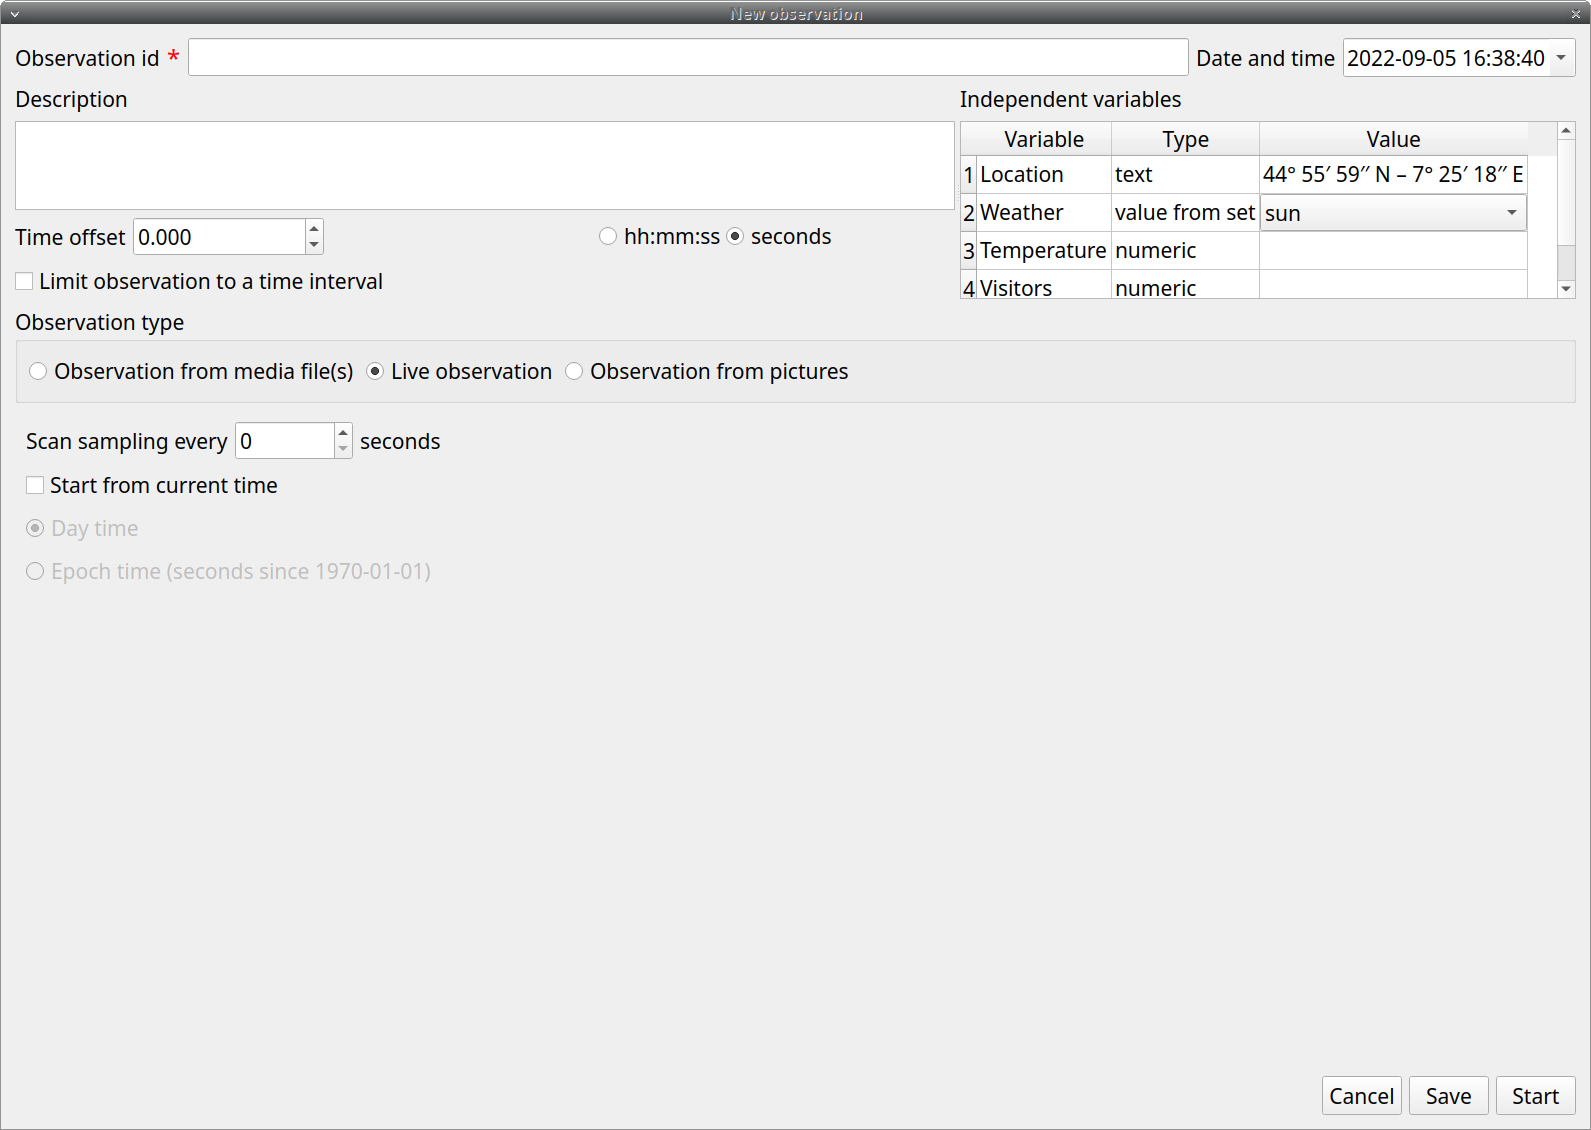 New observation
Observation id * Date and time 2022-09-05 16:38:40
Description
Independent variables
Variable Type Value
1 Location text 44° 55′ 59′′ N – 7° 25′ 18′′ E
2 Weather value from set sun
3 Temperature numeric
4 Visitors numeric
Time offset 0.000 hh:mm:ss seconds
Limit observation to a time interval
Observation type
Observation from media file(s) Live observation Observation from pictures
Scan sampling every 0 seconds
Start from current time
Day time
Epoch time (seconds since 1970-01-01)
Cancel Save Start